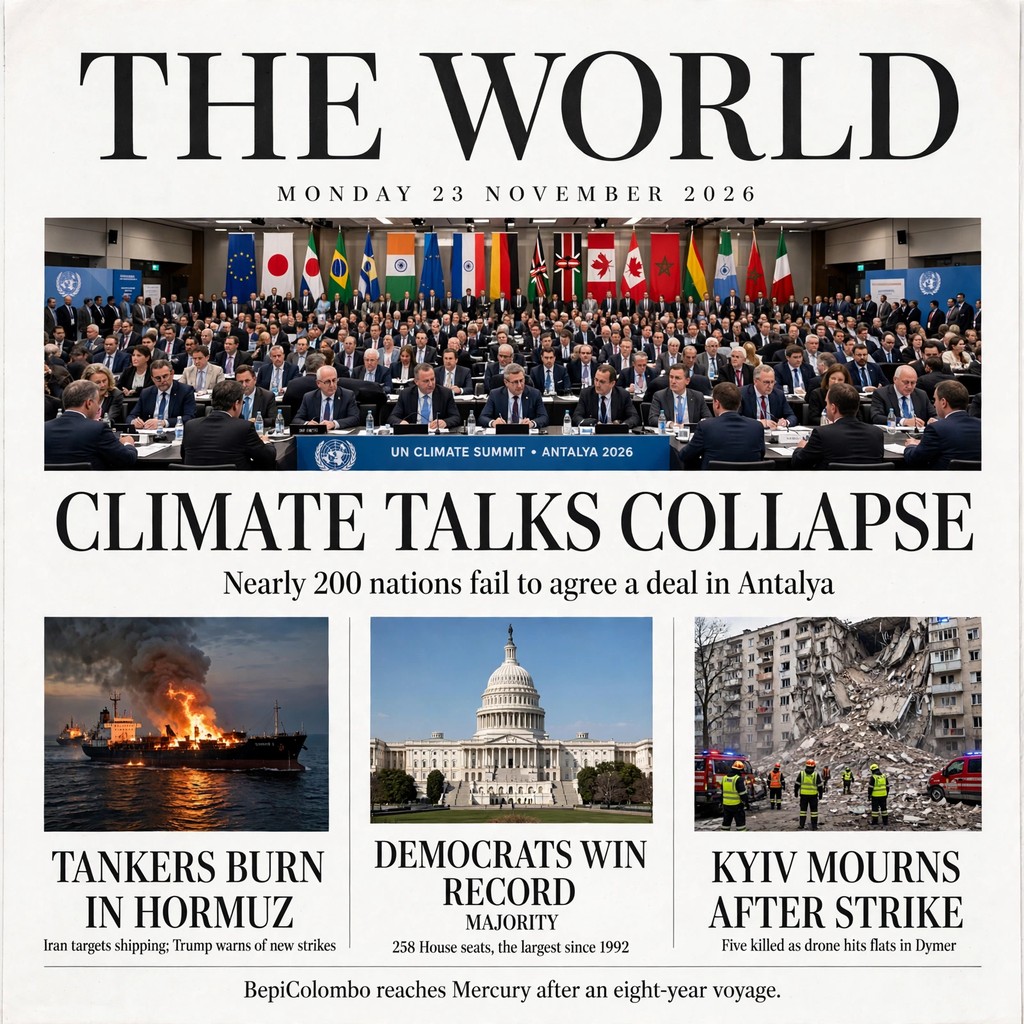 THE WORLD
MONDAY 23 NOVEMBER 2026
UN CLIMATE SUMMIT • ANTALYA 2026
CLIMATE TALKS COLLAPSE
Nearly 200 nations fail to agree a deal in Antalya
TANKERS BURN
IN HORMUZ
Iran targets shipping; Trump warns of new strikes
DEMOCRATS WIN
RECORD
MAJORITY
258 House seats, the largest since 1992
KYIV MOURNS
AFTER STRIKE
Five killed as drone hits flats in Dymer
BepiColombo reaches Mercury after an eight-year voyage.